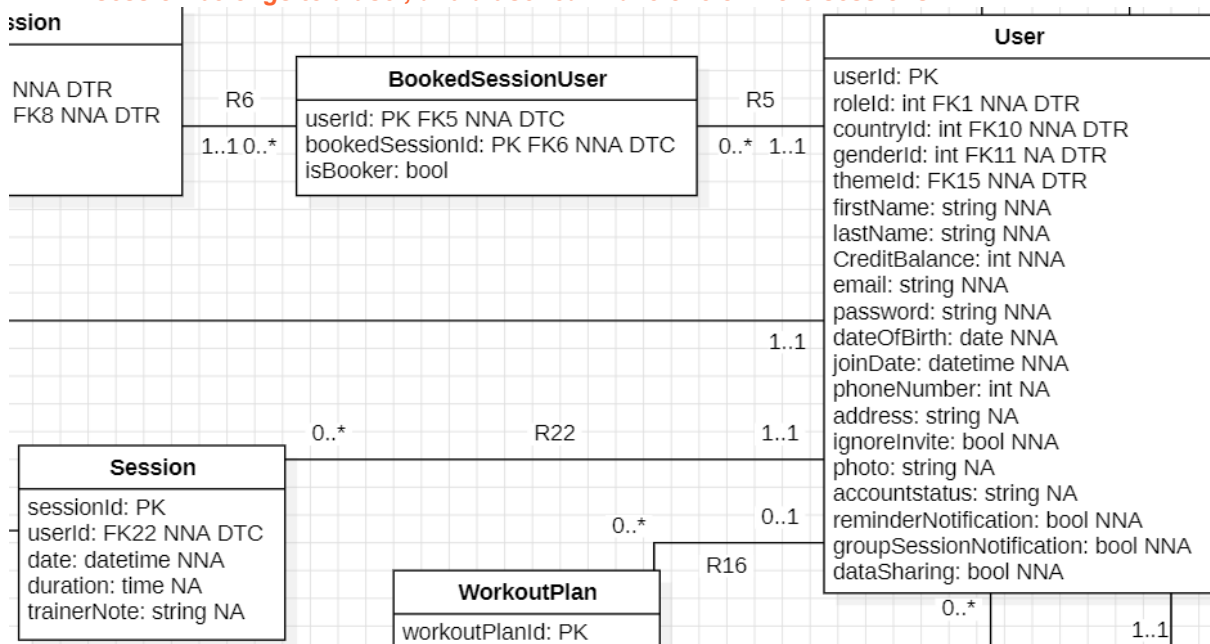 ssion
NNA DTR
FK8 NNA DTR
R6
1..1 0..*
BookedSessionUser
userId: PK FK5 NNA DTC
bookedSessionId: PK FK6 NNA DTC
isBooker: bool
R5
0..* 1..1
User
userId: PK
roleId: int FK1 NNA DTR
countryId: int FK10 NNA DTR
genderId: int FK11 NA DTR
themeId: FK15 NNA DTR
firstName: string NNA
lastName: string NNA
CreditBalance: int NNA
email: string NNA
password: string NNA
dateOfBirth: date NNA
joinDate: datetime NNA
phoneNumber: int NA
address: string NA
ignoreInvite: bool NNA
photo: string NA
accountstatus: string NA
reminderNotification: bool NNA
groupSessionNotification: bool NNA
dataSharing: bool NNA
1..1
0..* R22 1..1
Session
sessionId: PK
userId: FK22 NNA DTC
date: datetime NNA
duration: time NA
trainerNote: string NA
0..* 0..1
R16
WorkoutPlan
workoutPlanId: PK
0..*
1..1